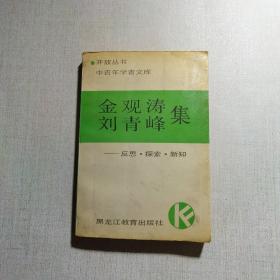 开放丛书
中青年学者文库
金观涛
刘青峰
集
——反思·探索·新知
黑龙江教育出版社